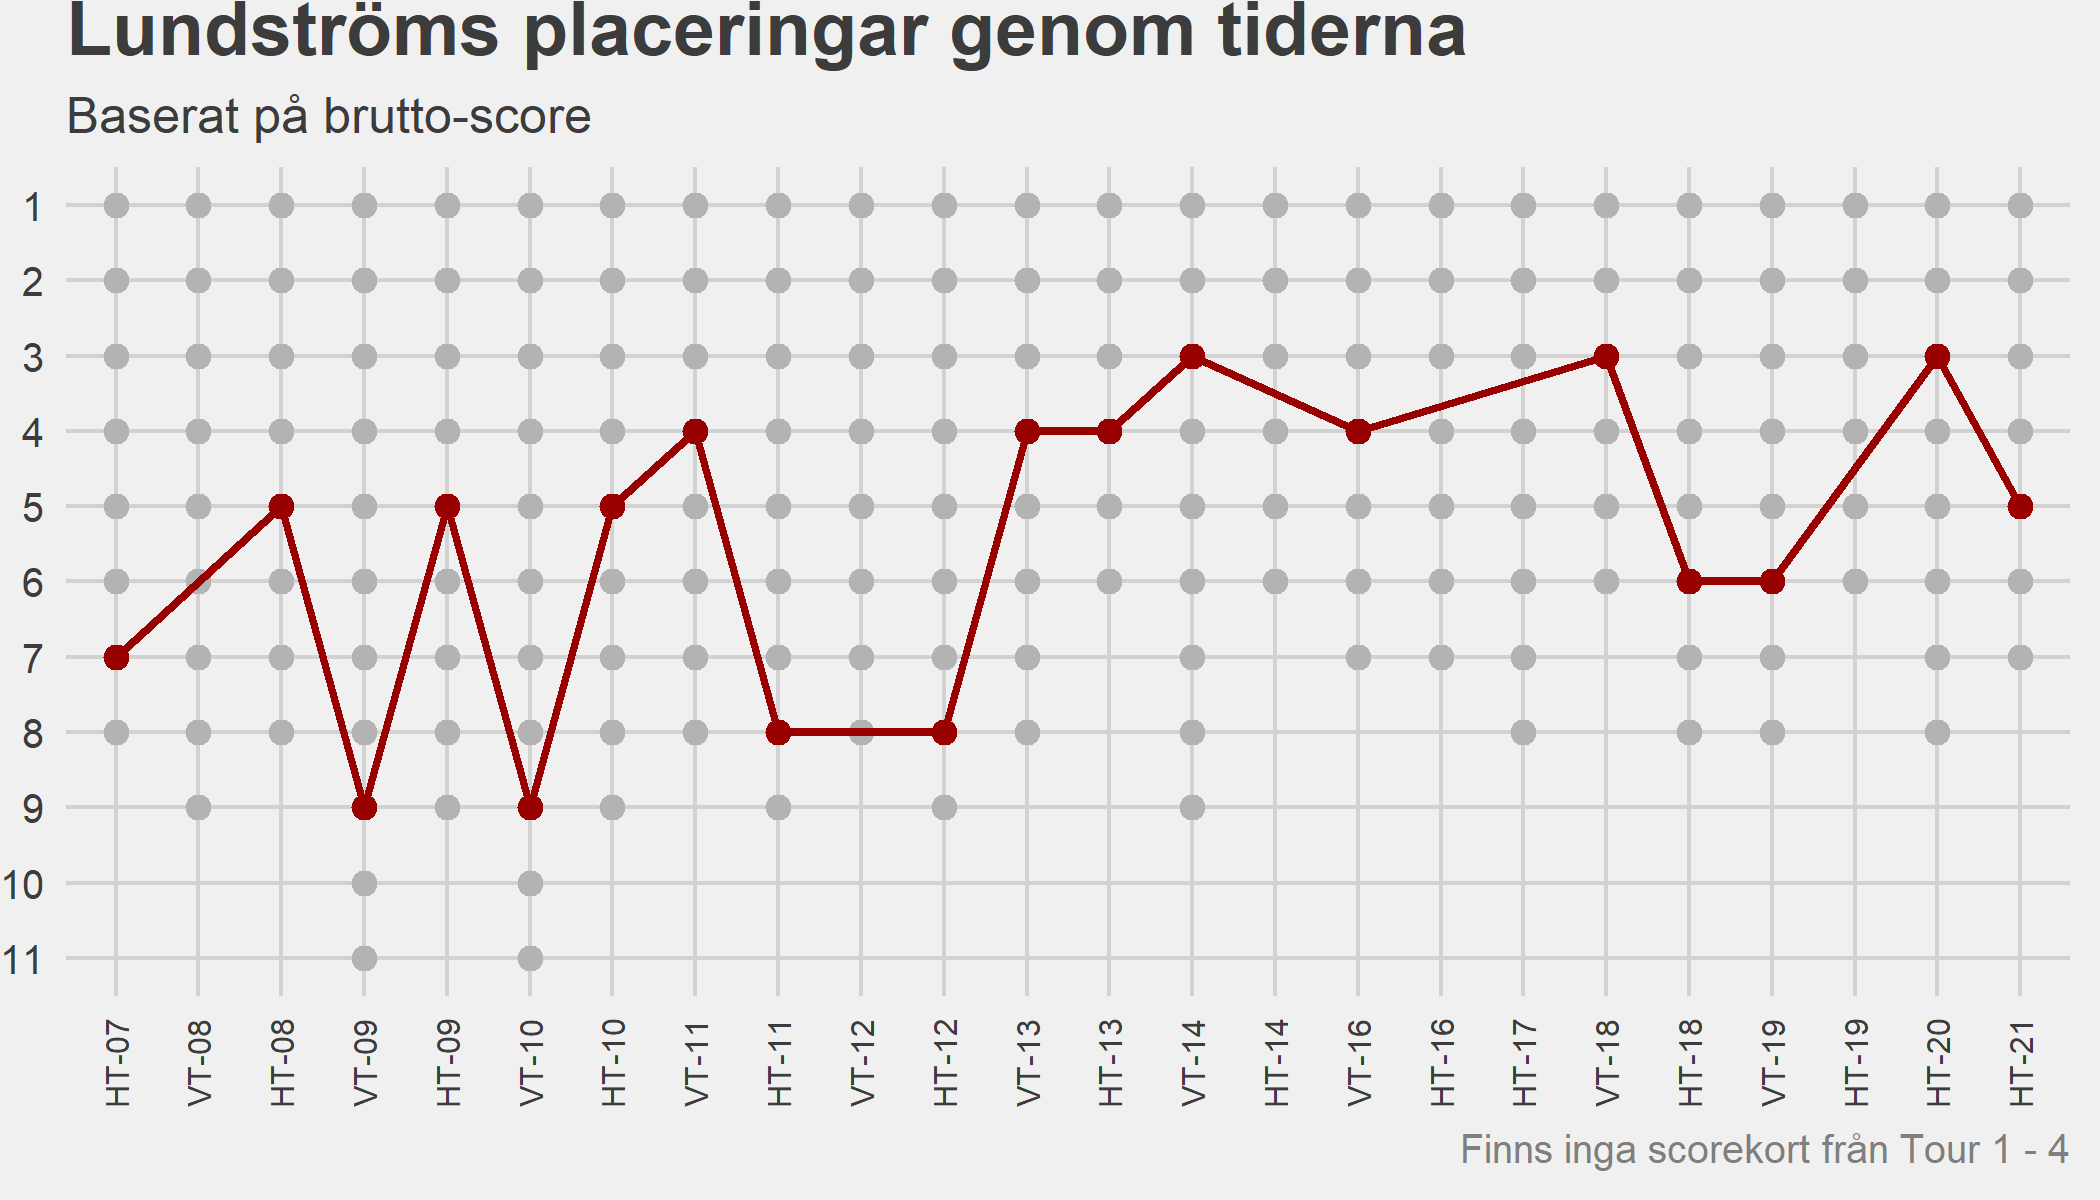 Lundströms placeringar genom tiderna
Baserat på brutto-score
1
2
3
4
5
6
7
8
9
10
11
HT-07
VT-08
HT-08
VT-09
HT-09
VT-10
HT-10
VT-11
HT-11
VT-12
HT-12
VT-13
HT-13
VT-14
HT-14
VT-16
HT-16
HT-17
VT-18
HT-18
VT-19
HT-19
HT-20
HT-21
Finns inga scorekort från Tour 1 - 4